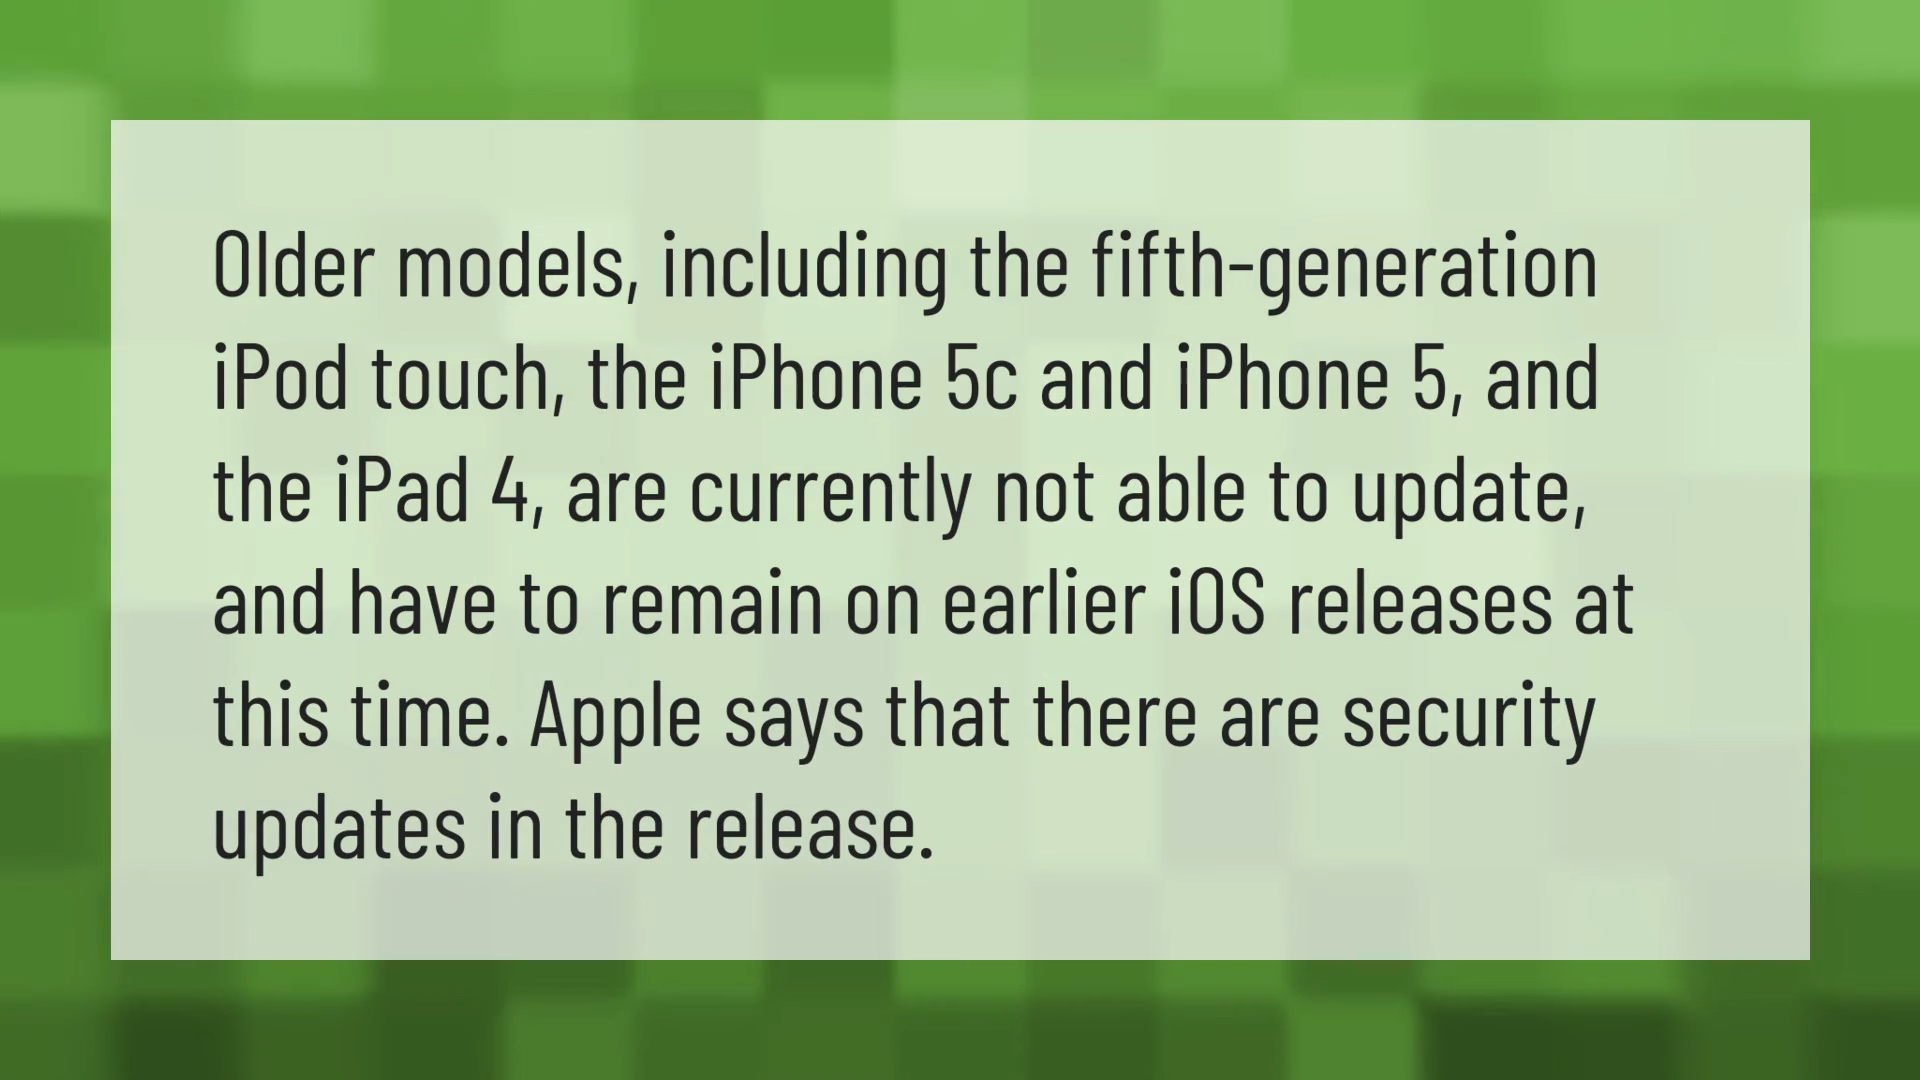 Older models, including the fifth-generation
iPod touch, the iPhone 5c and iPhone 5, and
the iPad 4, are currently not able to update,
and have to remain on earlier iOS releases at
this time. Apple says that there are security
updates in the release.